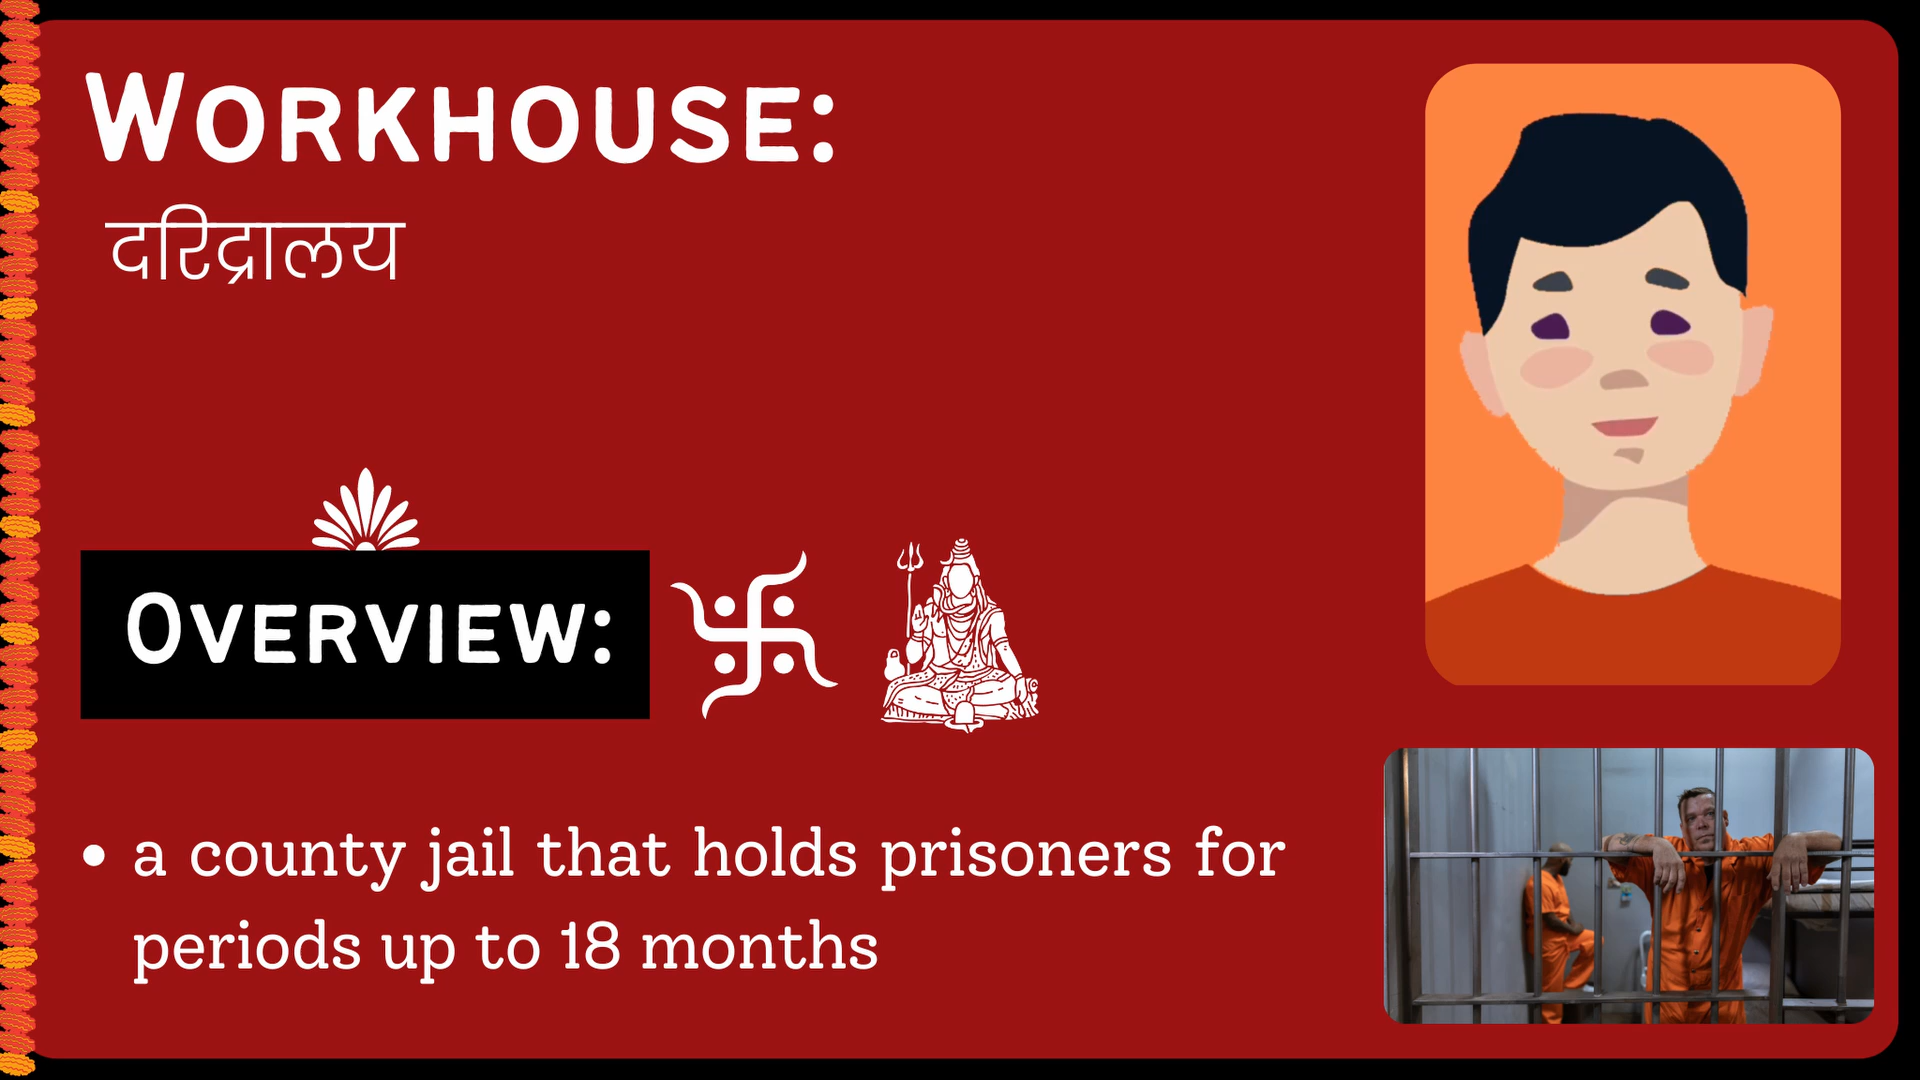 WORKHOUSE:
दरिद्रालय
OVERVIEW:
• a county jail that holds prisoners for
periods up to 18 months